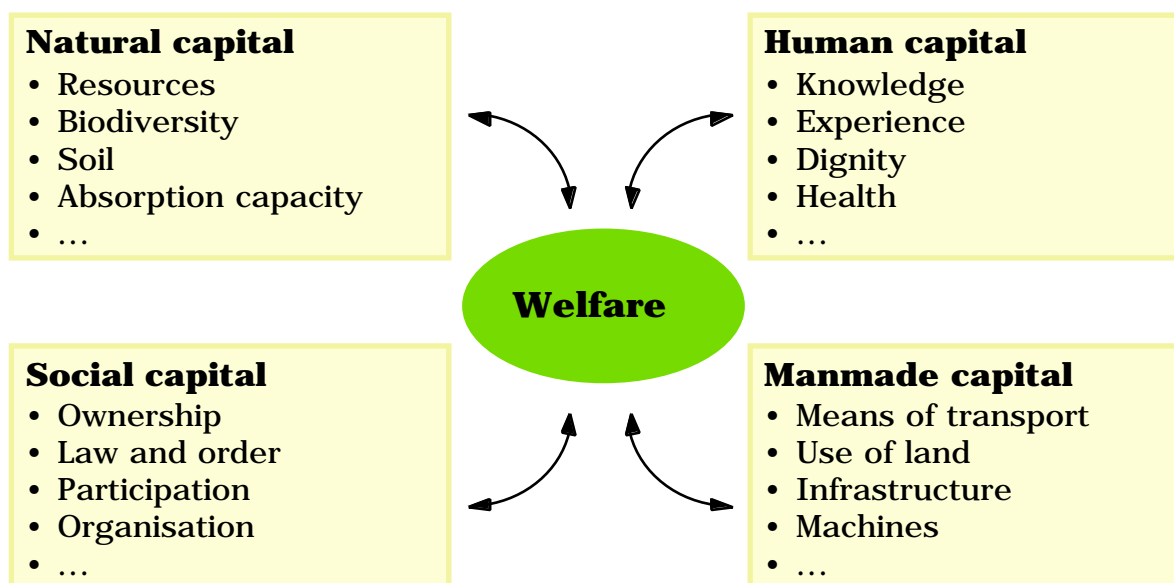 Natural capital
• Resources
• Biodiversity
• Soil
• Absorption capacity
• …
Human capital
• Knowledge
• Experience
• Dignity
• Health
• …
Welfare
Social capital
• Ownership
• Law and order
• Participation
• Organisation
• …
Manmade capital
• Means of transport
• Use of land
• Infrastructure
• Machines
• …